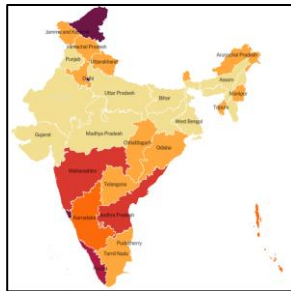 Jammu and Kashmir
Himachal Pradesh
Punjab
Uttarakhand
Delhi
Arunachal Pradesh
Uttar Pradesh
Assam
Bihar
Manipur
Tripura
West Bengal
Gujarat
Madhya Pradesh
Chhattisgarh
Odisha
Maharashtra
Telangana
Karnataka
Andhra Pradesh
Puducherry
Tamil Nadu
Kerala